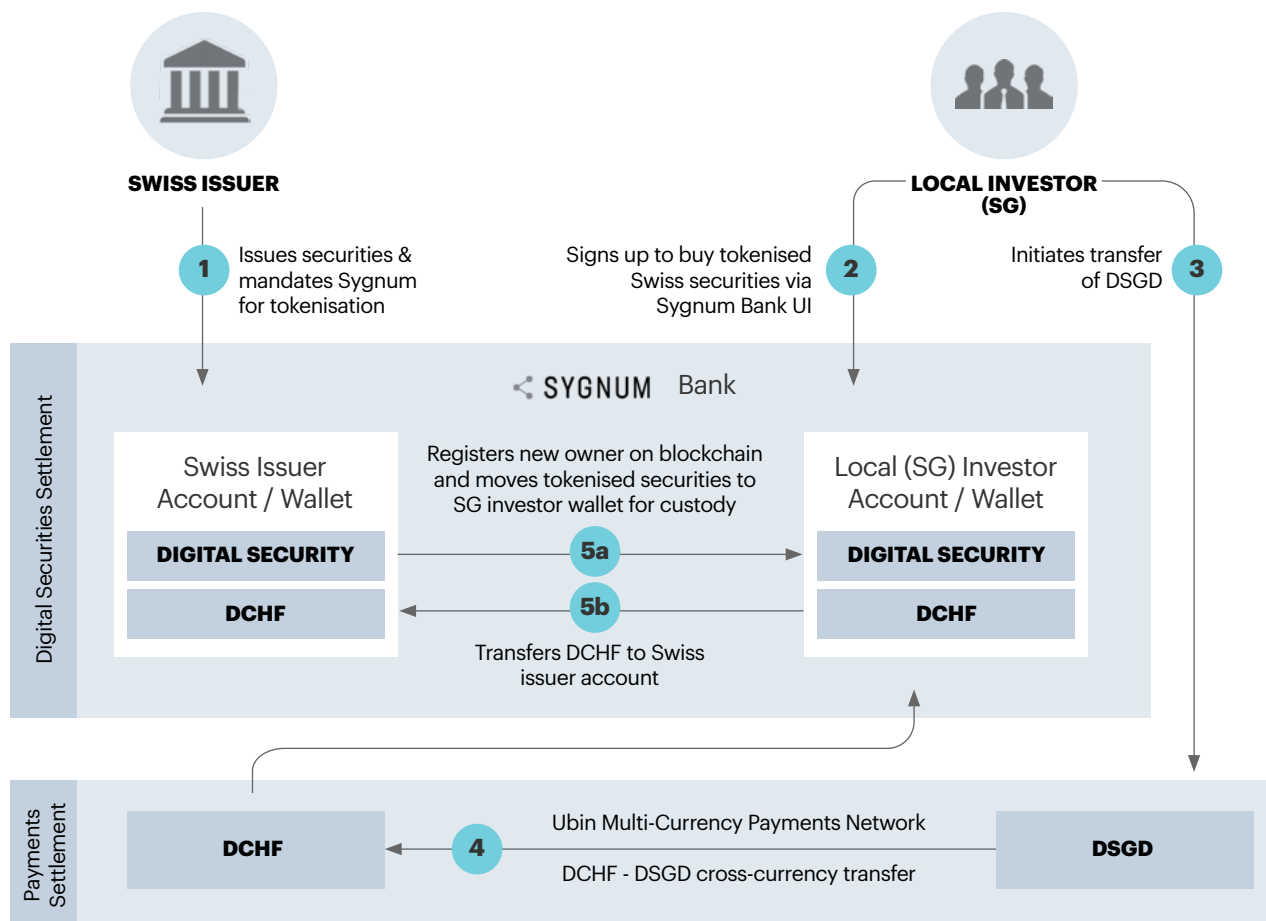 SWISS ISSUER
LOCAL INVESTOR
(SG)
1
Issues securities &
mandates Sygnum
for tokenisation
Signs up to buy tokenised
Swiss securities via
Sygnum Bank UI
2
Initiates transfer
of DSGD
3
Digital Securities Settlement
SYGNUM Bank
Swiss Issuer
Account / Wallet
DIGITAL SECURITY
DCHF
Registers new owner on blockchain
and moves tokenised securities to
SG investor wallet for custody
5a
5b
Transfers DCHF to Swiss
issuer account
Local (SG) Investor
Account / Wallet
DIGITAL SECURITY
DCHF
Payments
Settlement
DCHF
4
Ubin Multi-Currency Payments Network
DCHF - DSGD cross-currency transfer
DSGD